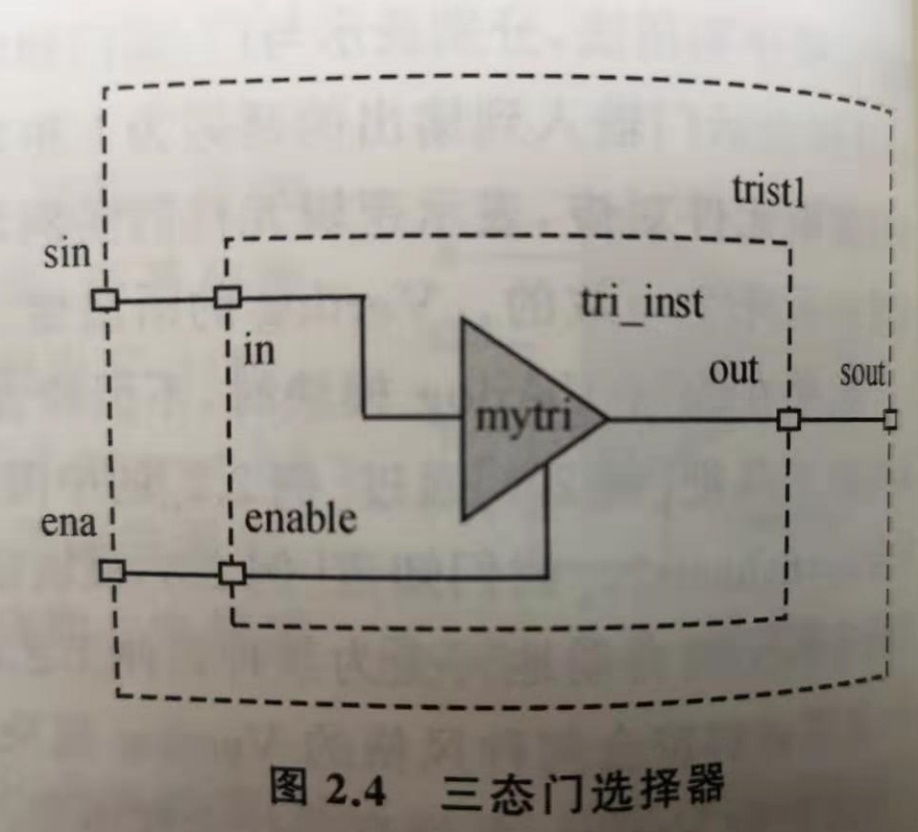 trist1
sin
tri_inst
in
out
sout
mytri
enable
ena
图 2.4 三态门选择器